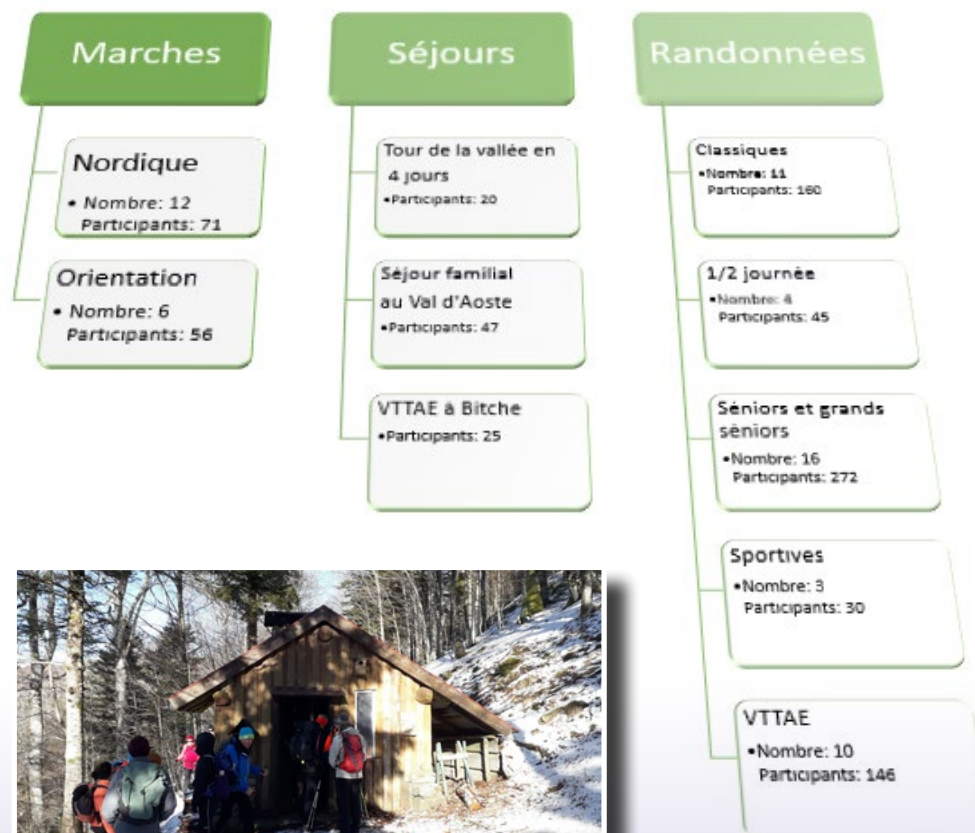 Marches
Nordique
• Nombre: 12
Participants: 71
Orientation
• Nombre: 6
Participants: 56
Séjours
Tour de la vallée en
4 jours
•Participants: 20
Séjour familial
au Val d'Aoste
•Participants: 47
VTTAE à Bitche
•Participants: 25
Randonnées
Classiques
•Nombre: 11
Participants: 160
1/2 journée
•Nombre: 4
Participants: 45
Séniors et grands
séniors
•Nombre: 16
Participants: 272
Sportives
•Nombre: 3
Participants: 30
VTTAE
•Nombre: 10
Participants: 146